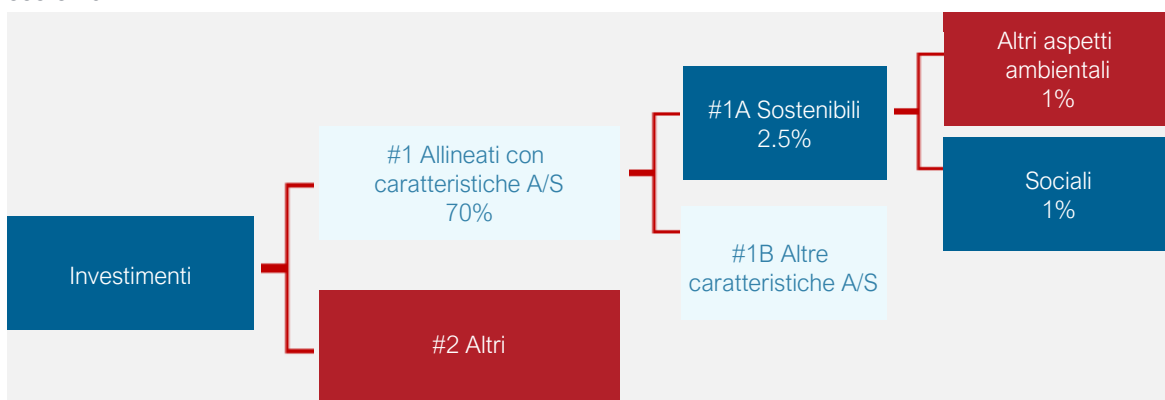 Investimenti
#1 Allineati con
caratteristiche A/S
70%
#2 Altri
#1A Sostenibili
2.5%
#1B Altre
caratteristiche A/S
Altri aspetti
ambientali
1%
Sociali
1%